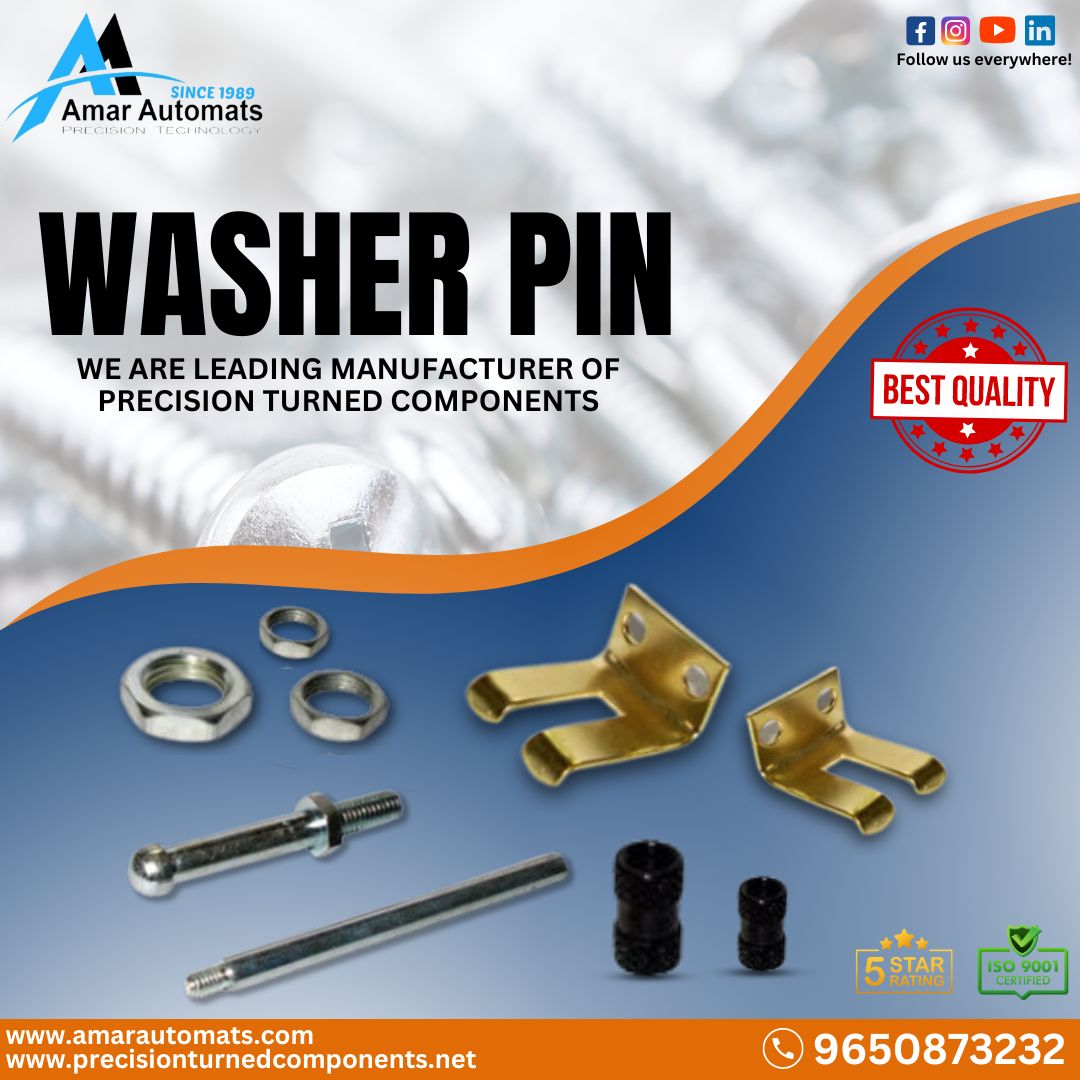 SINCE 1989
Amar Automats
PRECISION TECHNOLOGY
Follow us everywhere!
WASHER PIN
WE ARE LEADING MANUFACTURER OF
PRECISION TURNED COMPONENTS
BEST QUALITY
5 STAR
RATING
ISO 9001
CERTIFIED
www.amarautomats.com
www.precisionturnedcomponents.net
9650873232